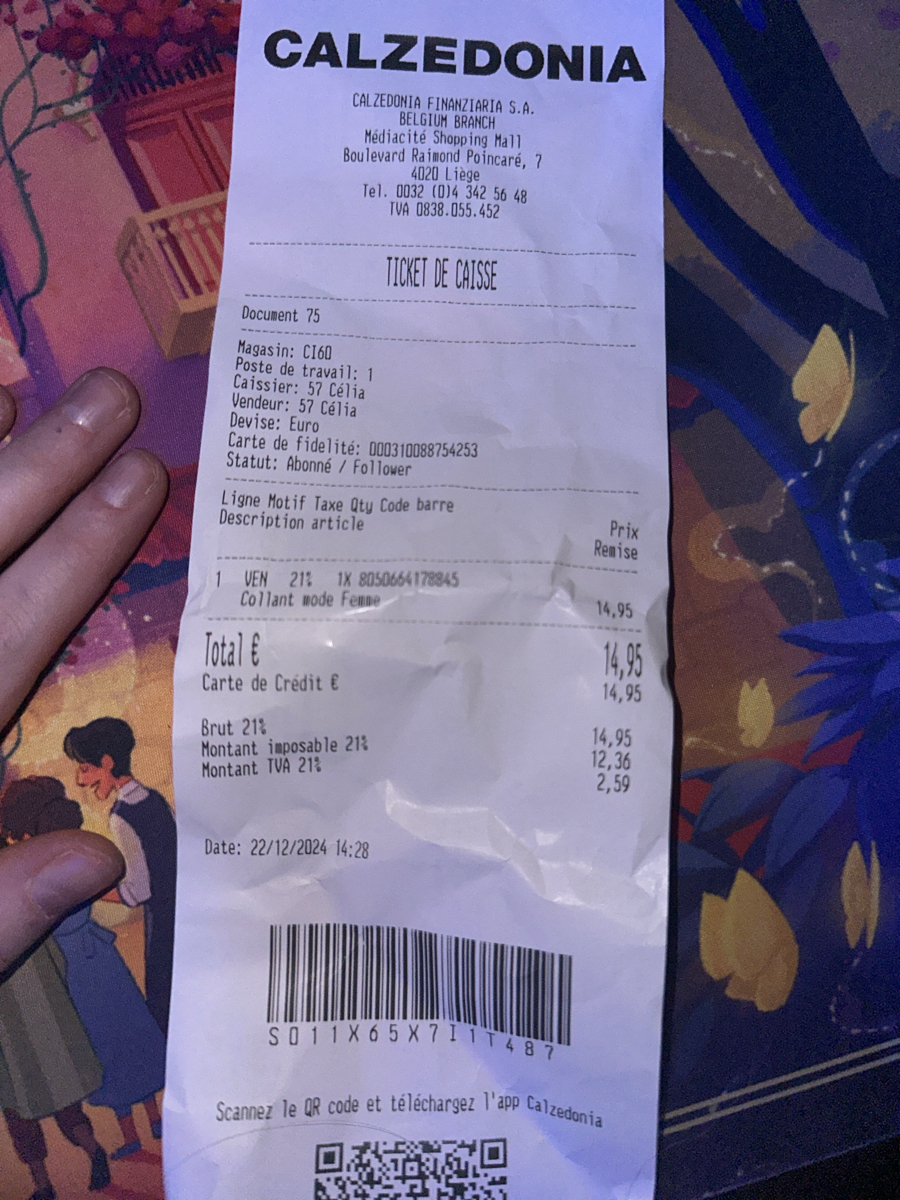 CALZEDONIA
CALZEDONIA FINANZIARIA S.A.
BELGIUM BRANCH
Médiacité Shopping Mall
Boulevard Raimond Poincaré, 7
4020 Liège
Tel. 0032 (0)4 342 56 48
TVA 0838.055.452
TICKET DE CAISSE
Document 75
Magasin: CI60
Poste de travail: 1
Caissier: 57 Célia
Vendeur: 57 Célia
Devise: Euro
Carte de fidelité: 000310088754253
Statut: Abonné / Follower
Ligne Motif Taxe Qty Code barre
Description article Prix
Remise
1 VEN 21% 1X 8050664178845
Collant mode Femme 14,95
Total € 14,95
Carte de Crédit € 14,95
Brut 21% 14,95
Montant imposable 21% 12,36
Montant TVA 21% 2,59
Date: 22/12/2024 14:28
S011X65X7I1T487
Scannez le QR code et téléchargez l'app Calzedonia